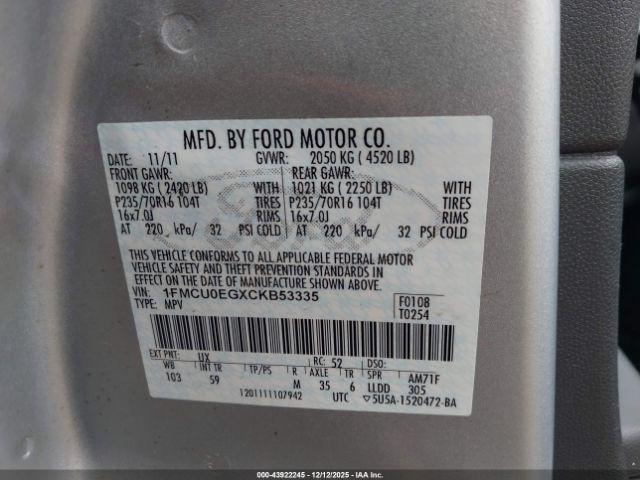 MFD. BY FORD MOTOR CO.
DATE: 11/11 GVWR: 2050 KG ( 4520 LB)
FRONT GAWR: REAR GAWR:
1098 KG ( 2420 LB) WITH 1021 KG ( 2250 LB) WITH
P235/70R16 104T TIRES P235/70R16 104T TIRES
16x7.0J RIMS 16x7.0J RIMS
AT 220 kPa/ 32 PSI COLD AT 220 kPa/ 32 PSI COLD
THIS VEHICLE CONFORMS TO ALL APPLICABLE FEDERAL MOTOR
VEHICLE SAFETY AND THEFT PREVENTION STANDARDS IN
EFFECT ON THE DATE OF MANUFACTURE SHOWN ABOVE.
VIN: 1FMCU0EGXCKB53335 F0108
TYPE: MPV T0254
EXT PNT: UX RC: 52 DSO:
WB INT TR TP/PS R AXLE TR SPR AM71F
103 59 M 35 6 LLDD 305
1201111107942 UTC ▽5U5A-1520472-BA
© 43922245 - 12/12/2025 - IAA Inc.